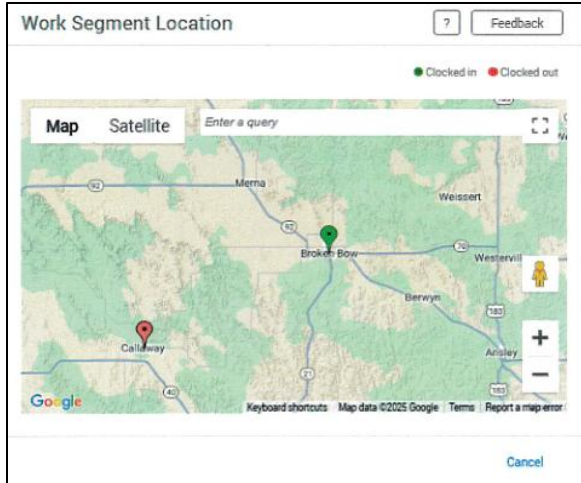 Work Segment Location
?
Feedback
Clocked in
Clocked out
183
Map
Satellite
Enter a query
92
Merna
Weissert
92
Broken Bow
70
Westervill
Berwyn
183
Callaway
Ansley
40
21
183
Google
Keyboard shortcuts
Map data ©2025 Google
Terms
Report a map error
Cancel